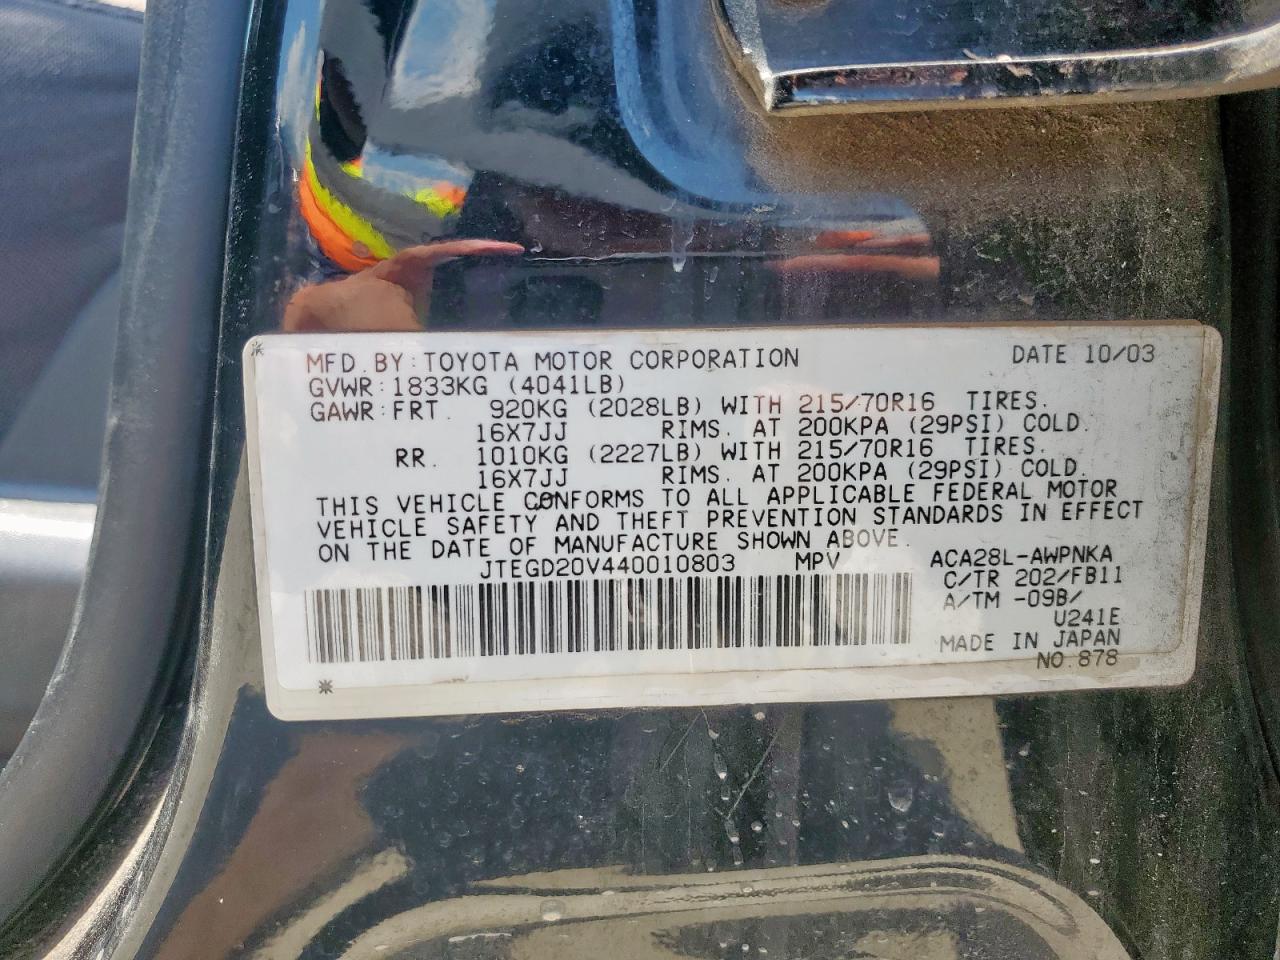 MFD. BY: TOYOTA MOTOR CORPORATION DATE 10/03
GVWR: 1833KG (4041LB)
GAWR: FRT. 920KG (2028LB) WITH 215/70R16 TIRES.
16X7JJ RIMS. AT 200KPA (29PSI) COLD.
RR. 1010KG (2227LB) WITH 215/70R16 TIRES.
16X7JJ RIMS. AT 200KPA (29PSI) COLD.
THIS VEHICLE CONFORMS TO ALL APPLICABLE FEDERAL MOTOR
VEHICLE SAFETY AND THEFT PREVENTION STANDARDS IN EFFECT
ON THE DATE OF MANUFACTURE SHOWN ABOVE.
JTEGD20V440010803 MPV ACA28L-AWPNKA
C/TR 202/FB11
A/TM -09B/
U241E
MADE IN JAPAN
NO. 878